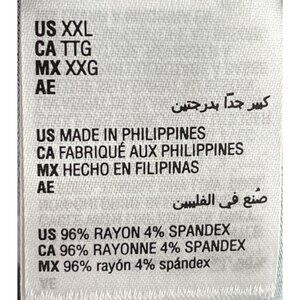 US XXL
CA TTG
MX XXG
AE
كبير جدًا بدرجتين
US MADE IN PHILIPPINES
CA FABRIQUÉ AUX PHILIPPINES
MX HECHO EN FILIPINAS
AE
صُنع في الفلبين
US 96% RAYON 4% SPANDEX
CA 96% RAYONNE 4% SPANDEX
MX 96% rayón 4% spándex